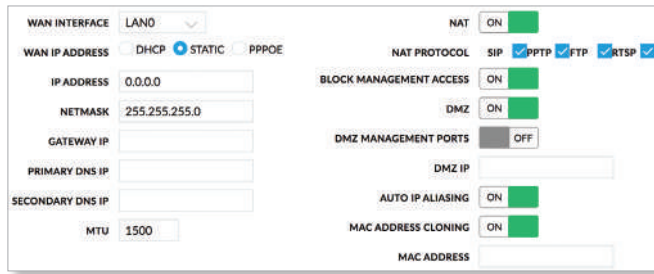 WAN INTERFACE LAN0
WAN IP ADDRESS DHCP STATIC PPPOE
IP ADDRESS 0.0.0.0
NETMASK 255.255.255.0
GATEWAY IP
PRIMARY DNS IP
SECONDARY DNS IP
MTU 1500
NAT ON
NAT PROTOCOL SIP PPTP FTP RTSP
BLOCK MANAGEMENT ACCESS ON
DMZ ON
DMZ MANAGEMENT PORTS OFF
DMZ IP
AUTO IP ALIASING ON
MAC ADDRESS CLONING ON
MAC ADDRESS